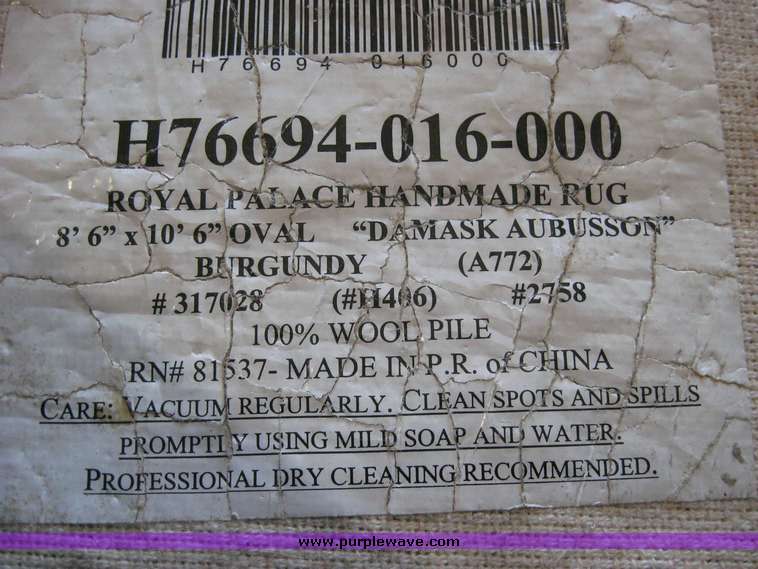 H76694 016000
H76694-016-000
ROYAL PALACE HANDMADE RUG
8' 6" x 10' 6" OVAL "DAMASK AUBUSSON"
BURGUNDY (A772)
# 317028 (#H406) #2758
100% WOOL PILE
RN# 81537- MADE IN P.R. of CHINA
CARE: VACUUM REGULARLY. CLEAN SPOTS AND SPILLS
PROMPTLY USING MILD SOAP AND WATER.
PROFESSIONAL DRY CLEANING RECOMMENDED.
www.purplewave.com